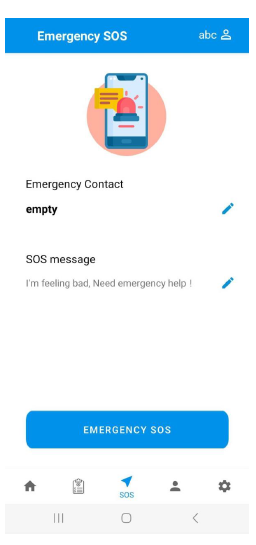 Emergency SOS
abc
Emergency Contact
empty
SOS message
I'm feeling bad, Need emergency help !
EMERGENCY SOS
SOS